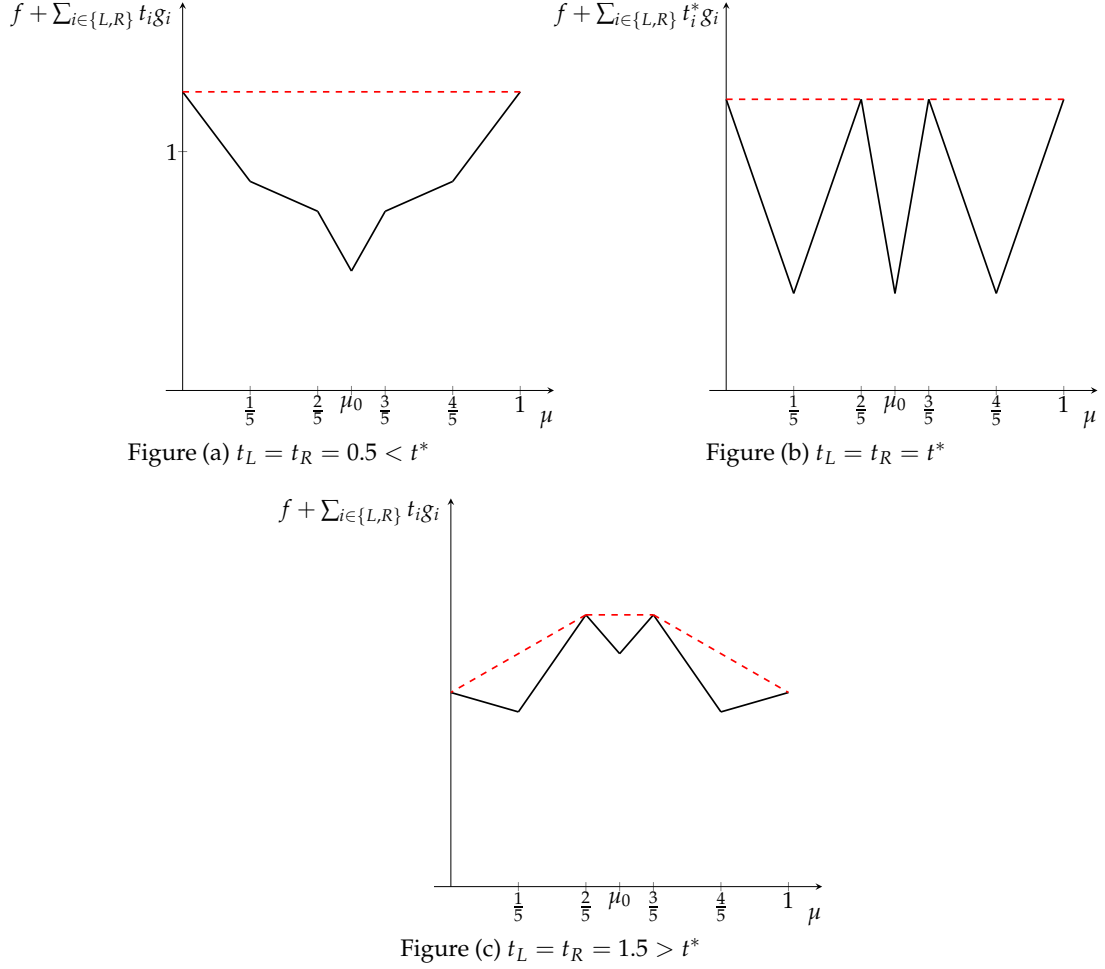 f + ∑_{i∈{L,R}} t_i g_i
1
1/5 2/5 μ_0 3/5 4/5 1 μ
Figure (a) t_L = t_R = 0.5 < t*
f + ∑_{i∈{L,R}} t_i^* g_i
1/5 2/5 μ_0 3/5 4/5 1 μ
Figure (b) t_L = t_R = t*
f + ∑_{i∈{L,R}} t_i g_i
1/5 2/5 μ_0 3/5 4/5 1 μ
Figure (c) t_L = t_R = 1.5 > t*